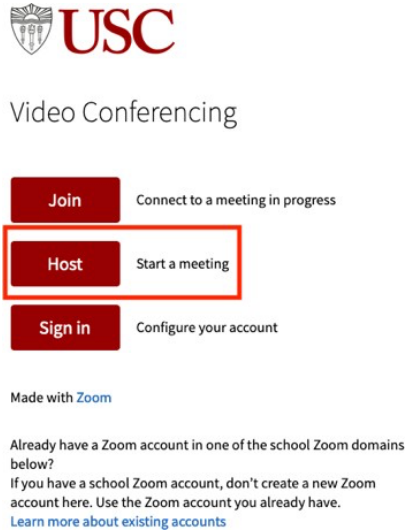 USC
Video Conferencing
Join Connect to a meeting in progress
Host Start a meeting
Sign in Configure your account
Made with Zoom
Already have a Zoom account in one of the school Zoom domains
below?
If you have a school Zoom account, don't create a new Zoom
account here. Use the Zoom account you already have.
Learn more about existing accounts